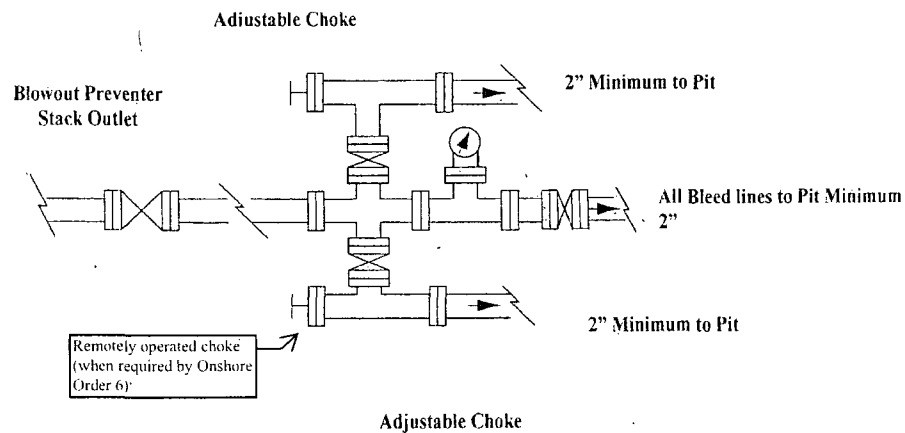 Adjustable Choke
Blowout Preventer
Stack Outlet
2" Minimum to Pit
All Bleed lines to Pit Minimum
2"
2" Minimum to Pit
Remotely operated choke
(when required by Onshore
Order 6)
Adjustable Choke